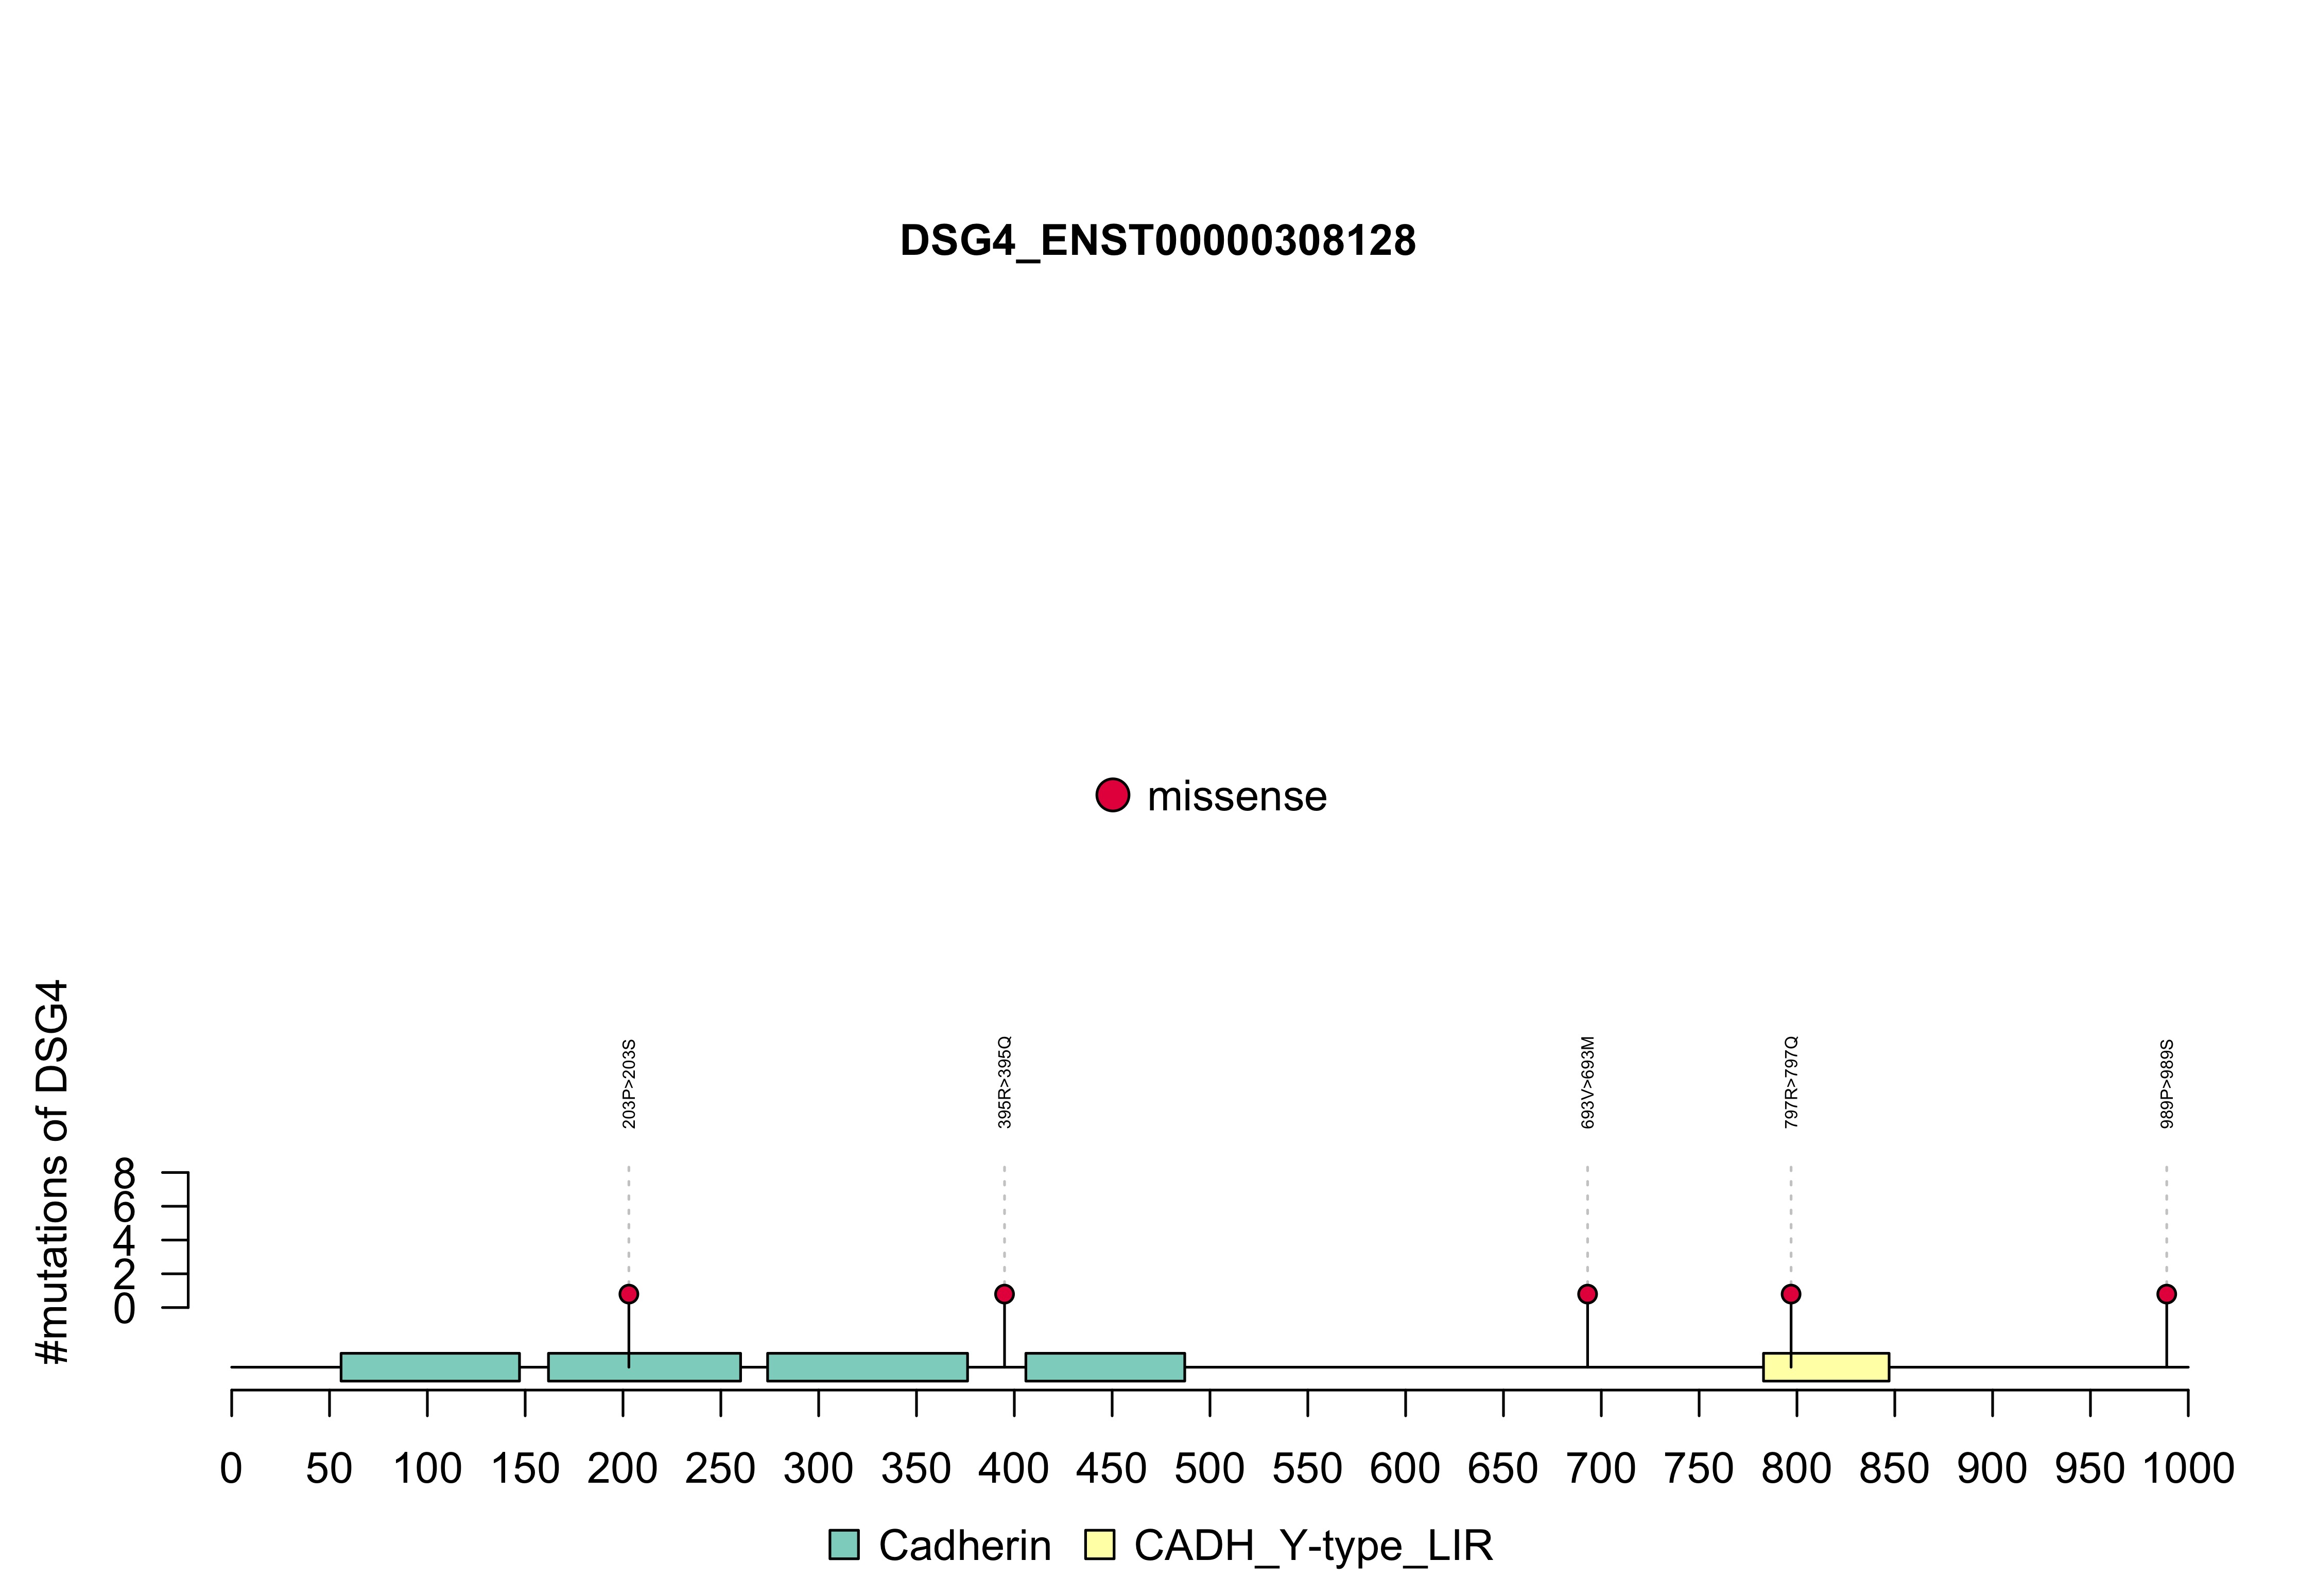 DSG4_ENST00000308128
missense
#mutations of DSG4
203P>203S
395R>395Q
693V>693M
797R>797Q
989P>989S
8
6
4
2
0
0 50 100 150 200 250 300 350 400 450 500 550 600 650 700 750 800 850 900 950 1000
Cadherin CADH_Y-type_LIR